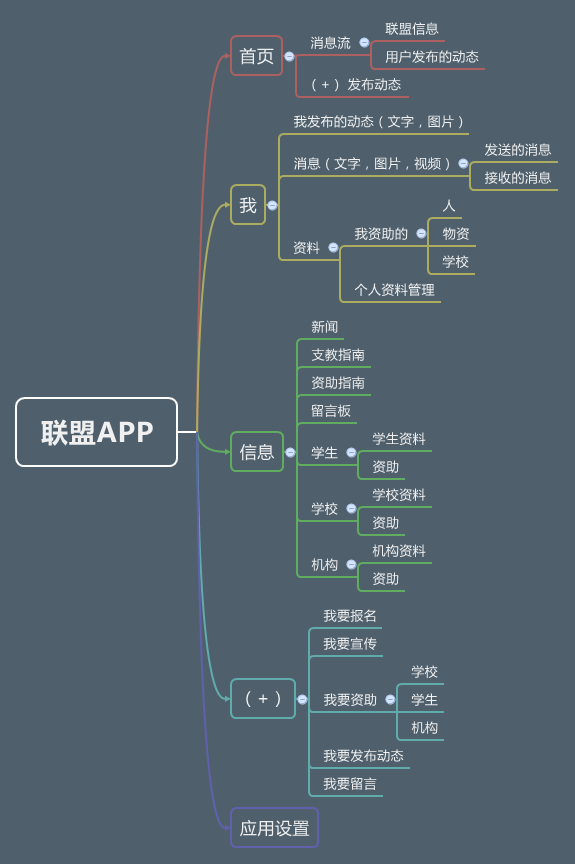 联盟APP
首页
消息流
联盟信息
用户发布的动态
（+）发布动态
我
我发布的动态（文字，图片）
消息（文字，图片，视频）
发送的消息
接收的消息
资料
我资助的
人
物资
学校
个人资料管理
信息
新闻
支教指南
资助指南
留言板
学生
学生资料
资助
学校
学校资料
资助
机构
机构资料
资助
（+）
我要报名
我要宣传
我要资助
学校
学生
机构
我要发布动态
我要留言
应用设置